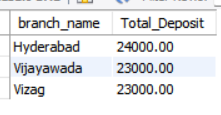 branch_name Total_Deposit
Hyderabad 24000.00
Vijayawada 23000.00
Vizag 23000.00